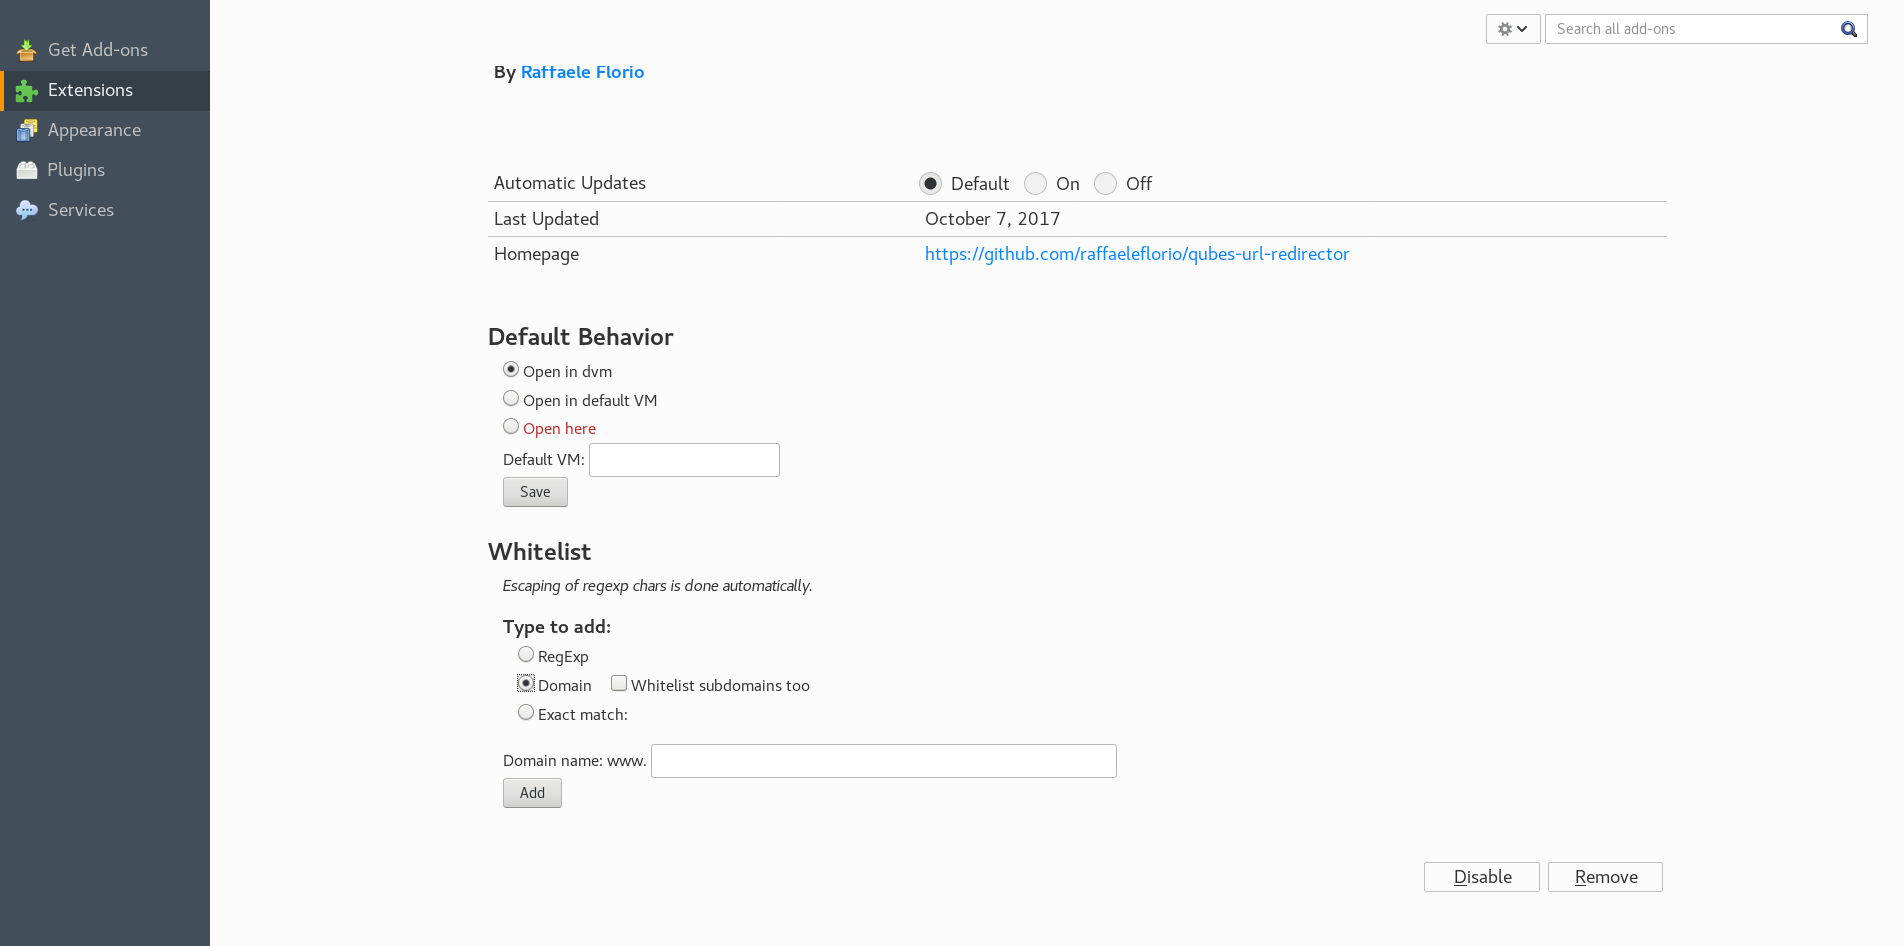 Get Add-ons
Extensions
Appearance
Plugins
Services
Search all add-ons
By Raffaele Florio
Automatic Updates Default On Off
Last Updated October 7, 2017
Homepage https://github.com/raffaeleflorio/qubes-url-redirector
Default Behavior
Open in dvm
Open in default VM
Open here
Default VM:
Save
Whitelist
Escaping of regexp chars is done automatically.
Type to add:
RegExp
Domain Whitelist subdomains too
Exact match:
Domain name: www.
Add
Disable Remove